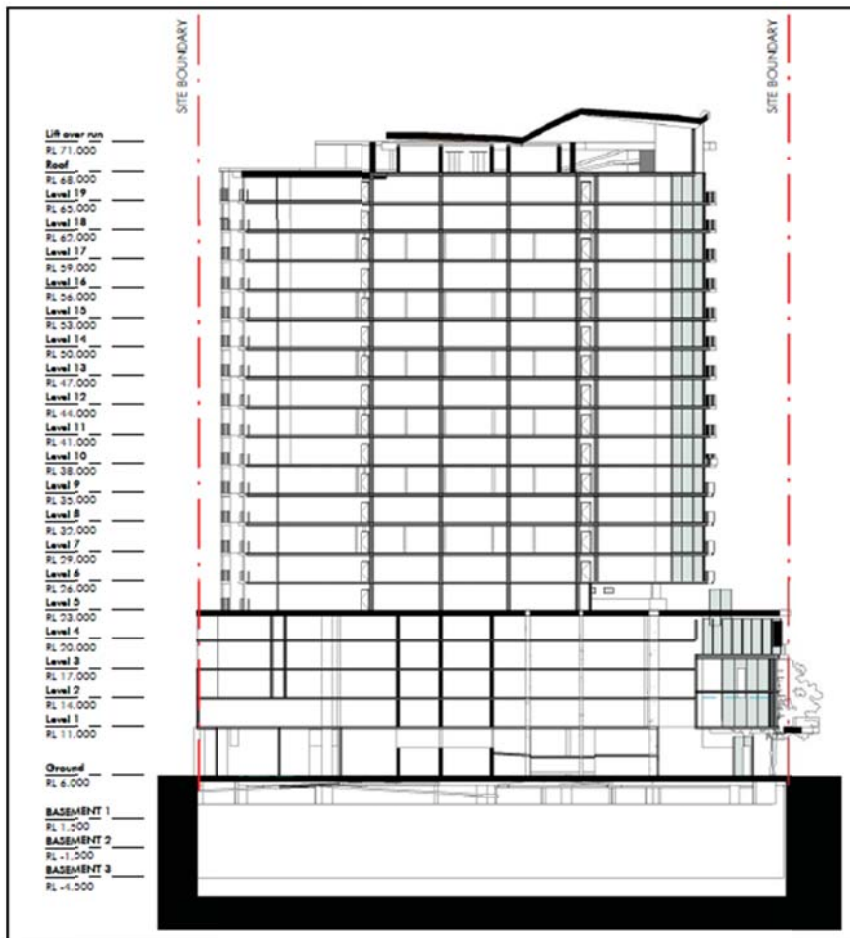 SITE BOUNDARY
SITE BOUNDARY
Lift over run
RL 71.000
Roof
RL 68.000
Level 19
RL 65.000
Level 18
RL 62.000
Level 17
RL 59.000
Level 16
RL 56.000
Level 15
RL 53.000
Level 14
RL 50.000
Level 13
RL 47.000
Level 12
RL 44.000
Level 11
RL 41.000
Level 10
RL 38.000
Level 9
RL 35.000
Level 8
RL 32.000
Level 7
RL 29.000
Level 6
RL 26.000
Level 5
RL 23.000
Level 4
RL 20.000
Level 3
RL 17.000
Level 2
RL 14.000
Level 1
RL 11.000
Ground
RL 6.000
BASEMENT 1
RL 1.500
BASEMENT 2
RL -1.500
BASEMENT 3
RL -4.500